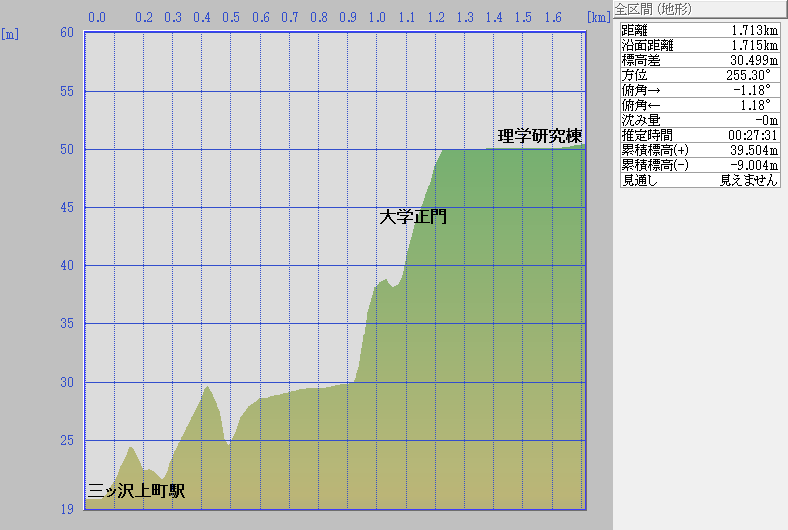 0.0 0.2 0.4 0.5 0.6 0.7 0.8 0.9 1.0 1.1 1.2 1.3 1.4 1.5 1.6 [km]
[m]
60
55
50
45
40
35
30
25
19
理学研究棟
大学正門
三ッ沢上町駅
全区間 (地形)
距離 1.713km
沿面距離 1.715km
標高差 30.499m
方位 255.30°
俯角→ -1.18°
俯角← 1.18°
沈み量 -0m
推定時間 00:27:31
累積標高(+) 39.504m
累積標高(-) -9.004m
見通し 見えません